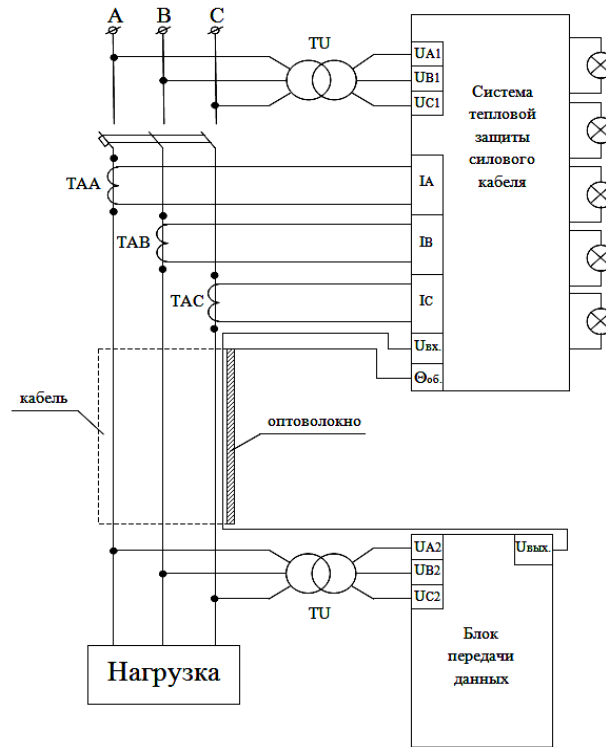 A B C
TU
UA1
UB1
UC1
Система
тепловой
защиты
силового
кабеля
TAA
IA
TAB
IB
TAC
IC
Uвх.
Θоб.
кабель
оптоволокно
UA2
UB2
UC2
Uвых.
TU
Блок
передачи
данных
Нагрузка